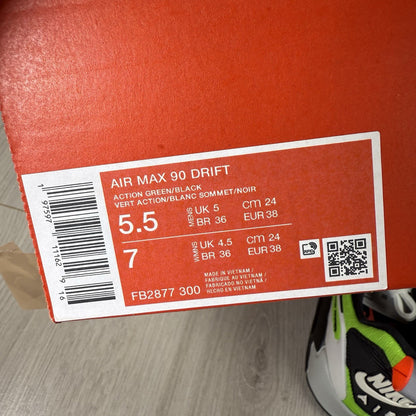 AIR MAX 90 DRIFT
ACTION GREEN/BLACK
VERT ACTION/BLANC SOMMET/NOIR
5.5 MENS UK 5 cm 24
BR 36 EUR 38
7 WMNS UK 4.5 cm 24
BR 36 EUR 38
MADE IN VIETNAM
FABRIQUÉ AU VIETNAM
FABRICADO NO VIETNÃ
HECHO EN VIETNAM
FB2877 300
NIKE
AIR